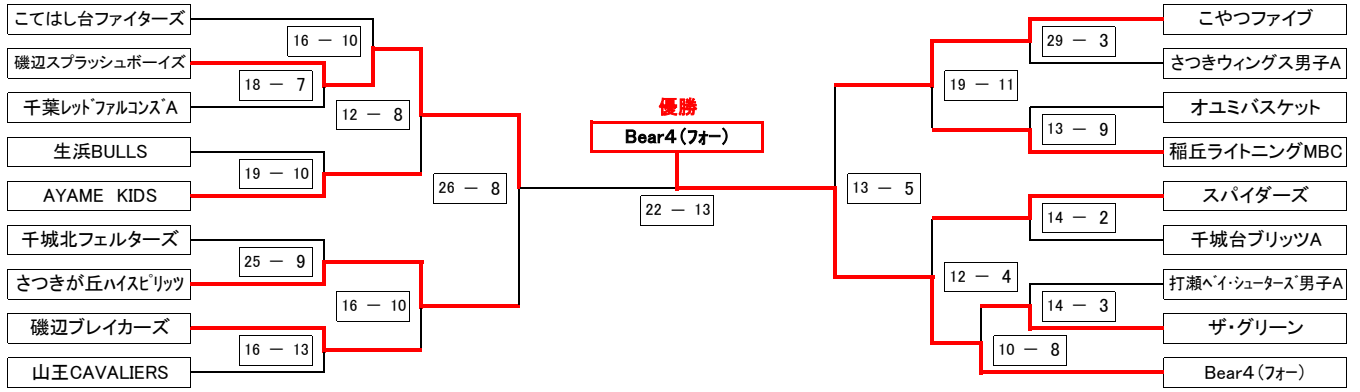 こてはし台ファイターズ
磯辺スプラッシュボーイズ
千葉レッドファルコンズA
生浜BULLS
AYAME KIDS
千城北フェルターズ
さつきが丘ハイスピリッツ
磯辺ブレイカーズ
山王CAVALIERS
16 － 10
18 － 7
12 － 8
19 － 10
26 － 8
25 － 9
16 － 10
16 － 13
優勝
Bear4（フォー）
22 － 13
29 － 3
19 － 11
13 － 9
13 － 5
14 － 2
12 － 4
14 － 3
10 － 8
こやつファイブ
さつきウィングス男子A
オユミバスケット
稲丘ライトニングMBC
スパイダーズ
千城台ブリッツA
打瀬ベイ・シューターズ男子A
ザ・グリーン
Bear4（フォー）